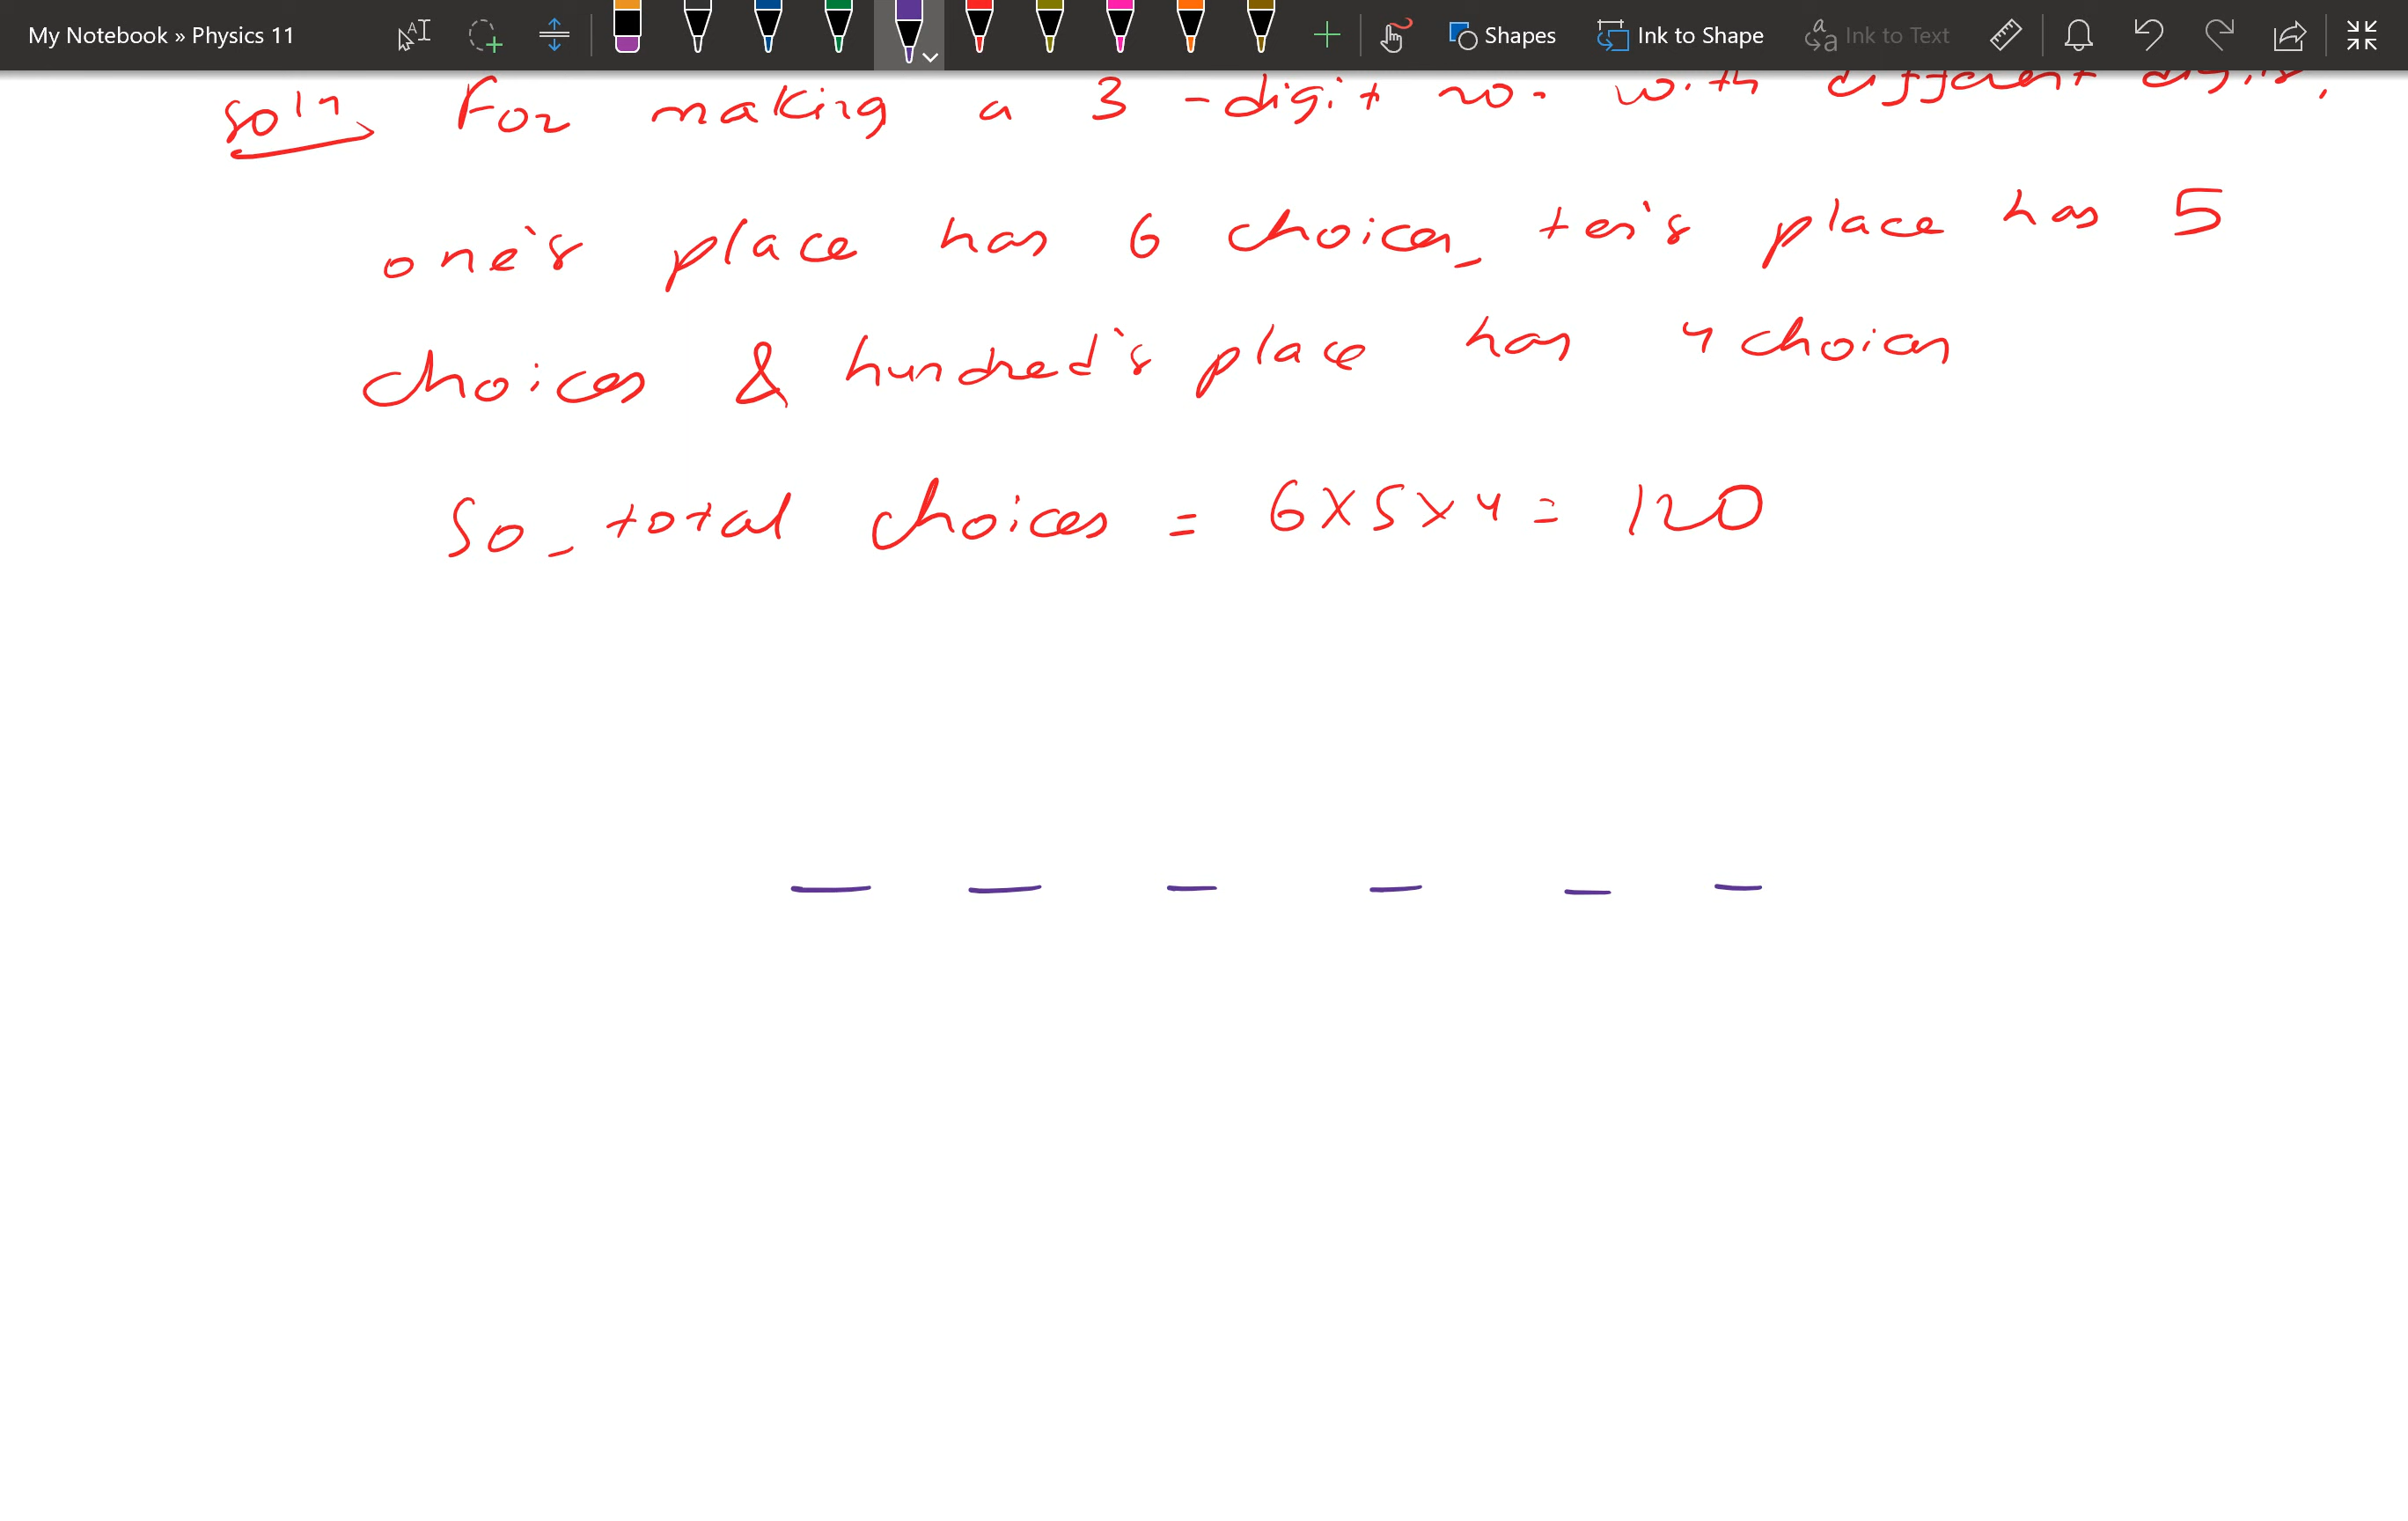 My Notebook » Physics 11 Shapes Ink to Shape Ink to Text
Soln For making a 3-digit no. with different digits,
one's place has 6 choices, ten's place has 5
choices & hundred's place has 4 choices
So, total choices = 6×5×4 = 120